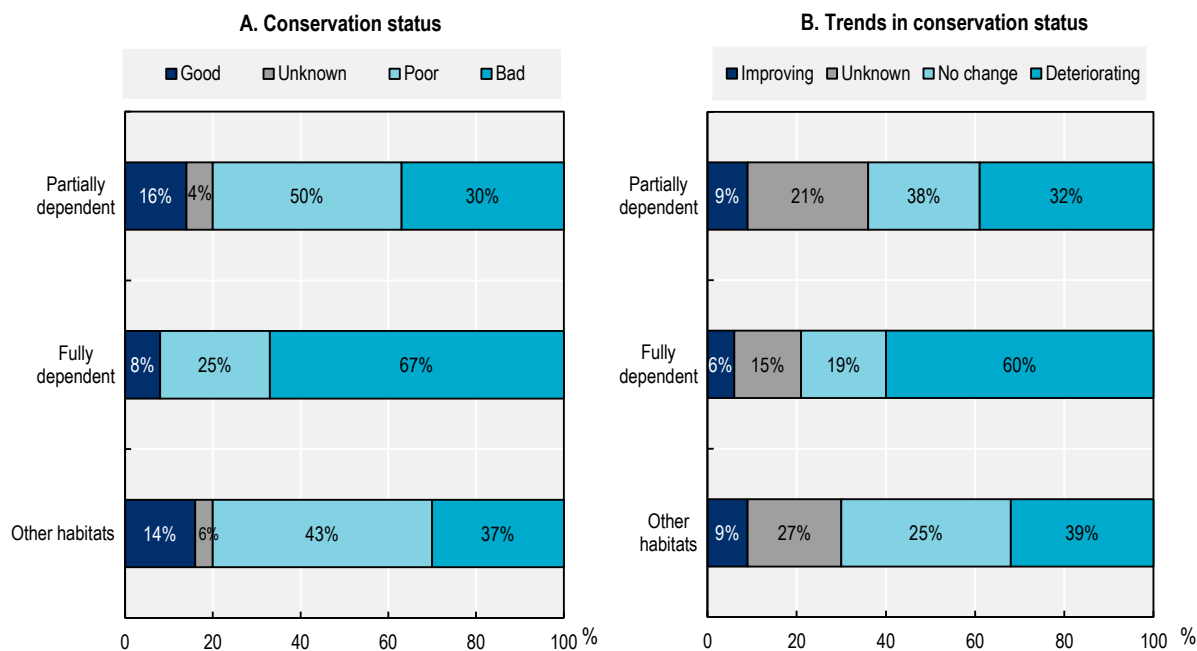 A. Conservation status
Good Unknown Poor Bad
Partially
dependent
16% 4% 50% 30%
Fully
dependent
8% 25% 67%
Other habitats
14% 6% 43% 37%
0 20 40 60 80 100 %
B. Trends in conservation status
Improving Unknown No change Deteriorating
Partially
dependent
9% 21% 38% 32%
Fully
dependent
6% 15% 19% 60%
Other
habitats
9% 27% 25% 39%
0 20 40 60 80 100 %